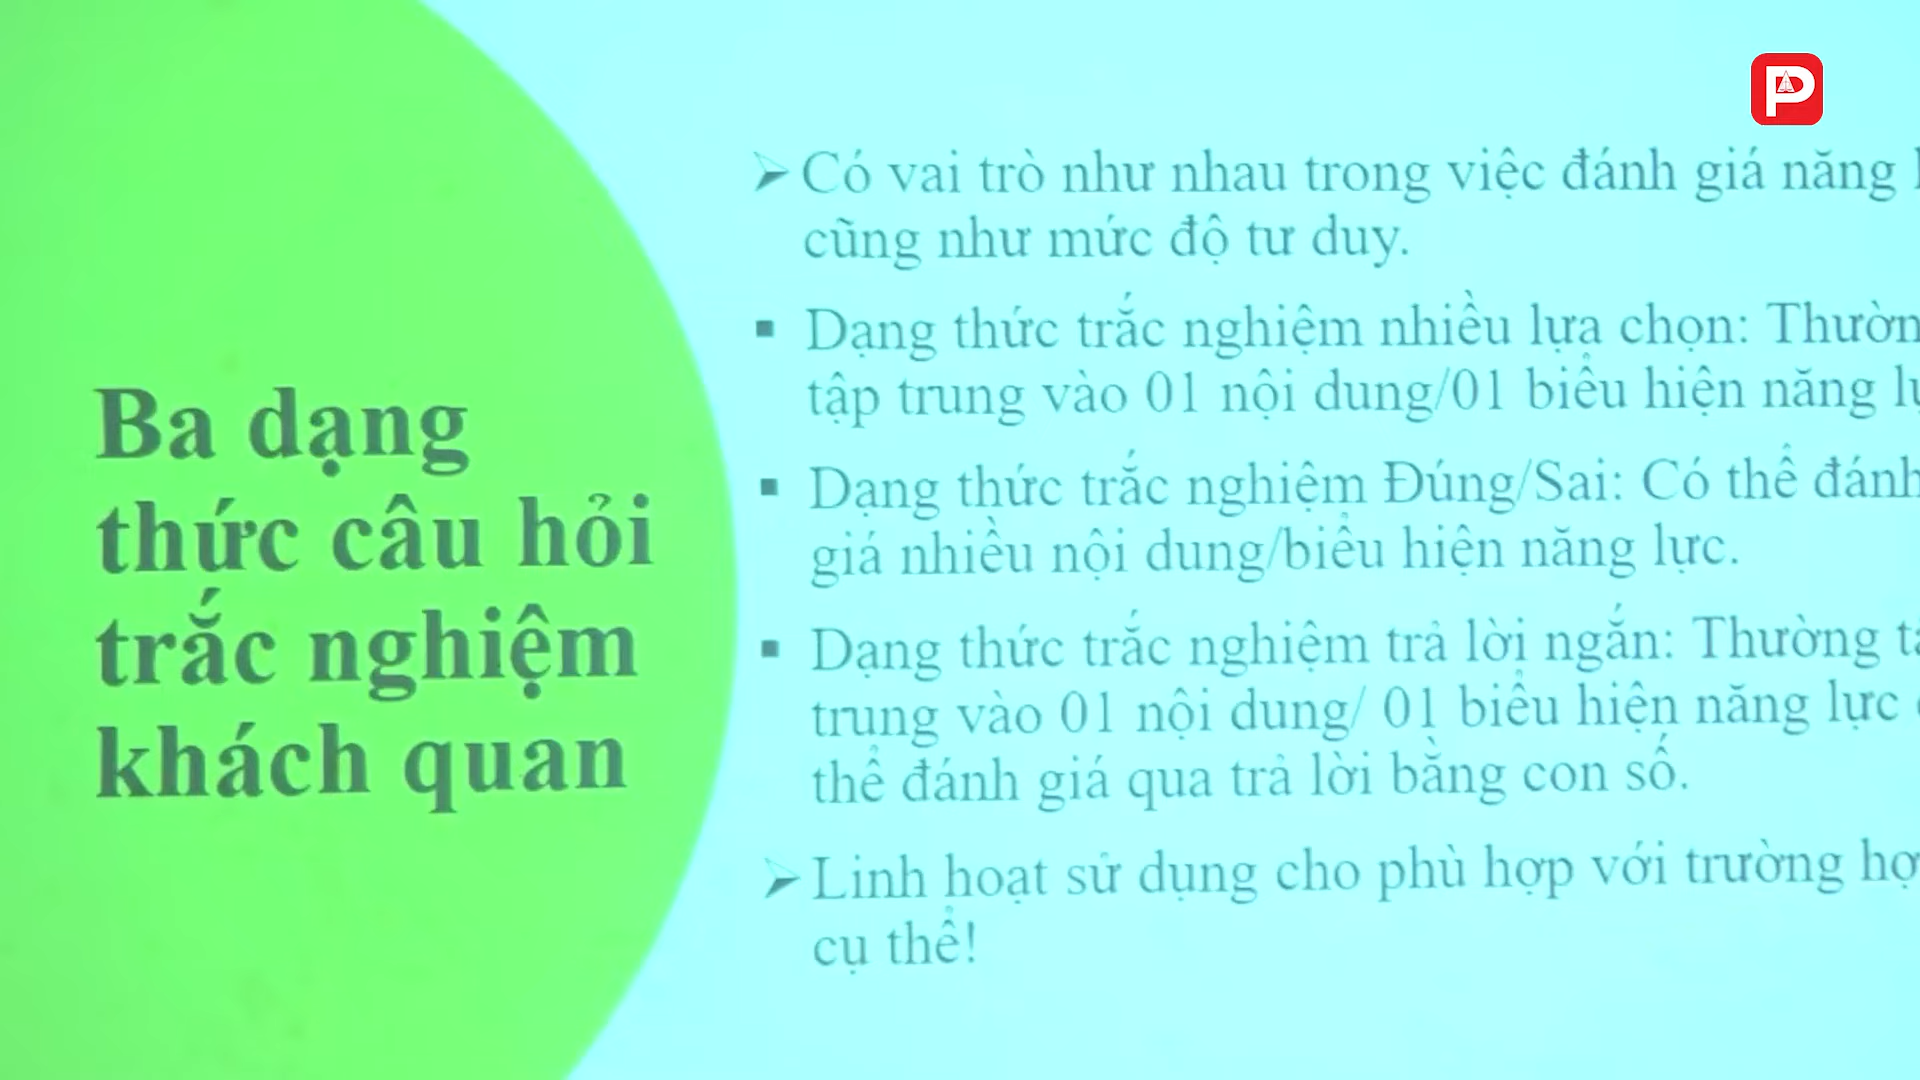 Ba dạng
thức câu hỏi
trắc nghiệm
khách quan
Có vai trò như nhau trong việc đánh giá năng
cũng như mức độ tư duy.
Dạng thức trắc nghiệm nhiều lựa chọn:
tập trung vào 01 nội dung/01 biểu hiện năng
Dạng thức trắc nghiệm Đúng/Sai: Có thể đánh
giá nhiều nội dung/biểu hiện năng lực.
Dạng thức trắc nghiệm trả lời ngắn: Thường
trung vào 01 nội dung/ 01 biểu hiện năng lực
thể đánh giá qua trả lời bằng con số.
Linh hoạt sử dụng cho phù hợp với trường
cụ thể!
P